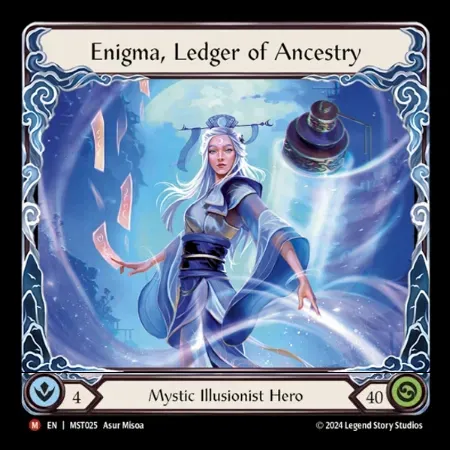 Enigma, Ledger of Ancestry
4
Mystic Illusionist Hero
40
M EN | MST025 Asur Misoa
© 2024 Legend Story Studios